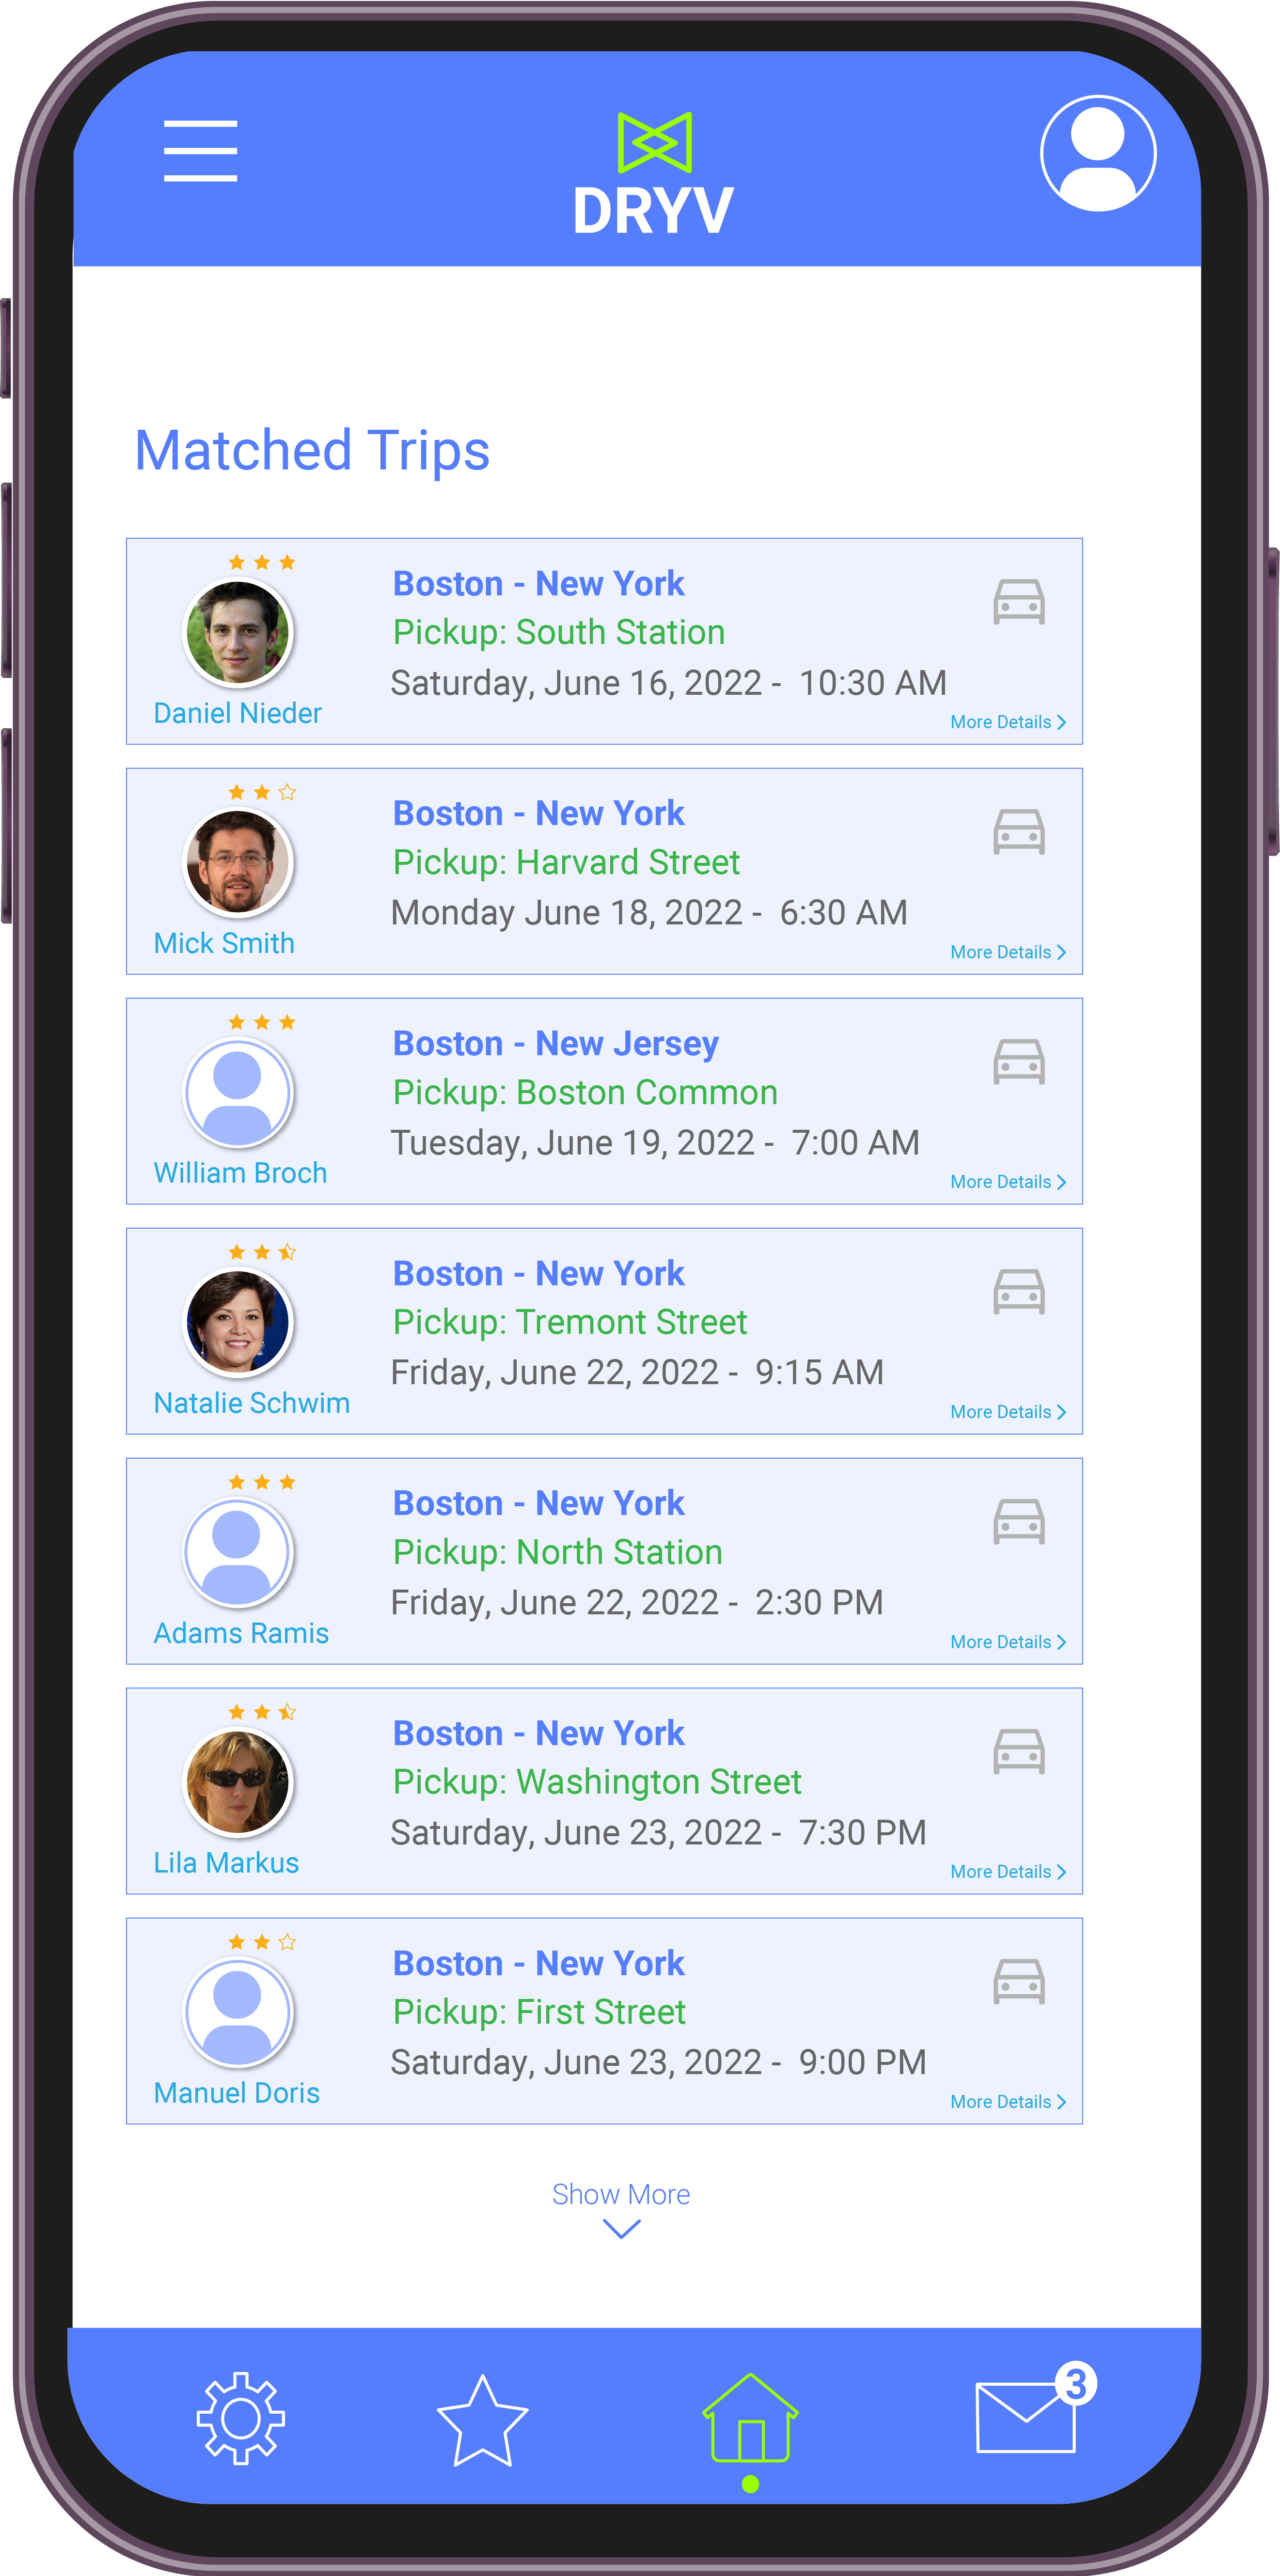 DRYV
Matched Trips
Boston - New York
Pickup: South Station
Saturday, June 16, 2022 - 10:30 AM
Daniel Nieder
More Details
Boston - New York
Pickup: Harvard Street
Monday June 18, 2022 - 6:30 AM
Mick Smith
More Details
Boston - New Jersey
Pickup: Boston Common
Tuesday, June 19, 2022 - 7:00 AM
William Broch
More Details
Boston - New York
Pickup: Tremont Street
Friday, June 22, 2022 - 9:15 AM
Natalie Schwim
More Details
Boston - New York
Pickup: North Station
Friday, June 22, 2022 - 2:30 PM
Adams Ramis
More Details
Boston - New York
Pickup: Washington Street
Saturday, June 23, 2022 - 7:30 PM
Lila Markus
More Details
Boston - New York
Pickup: First Street
Saturday, June 23, 2022 - 9:00 PM
Manuel Doris
More Details
Show More
3